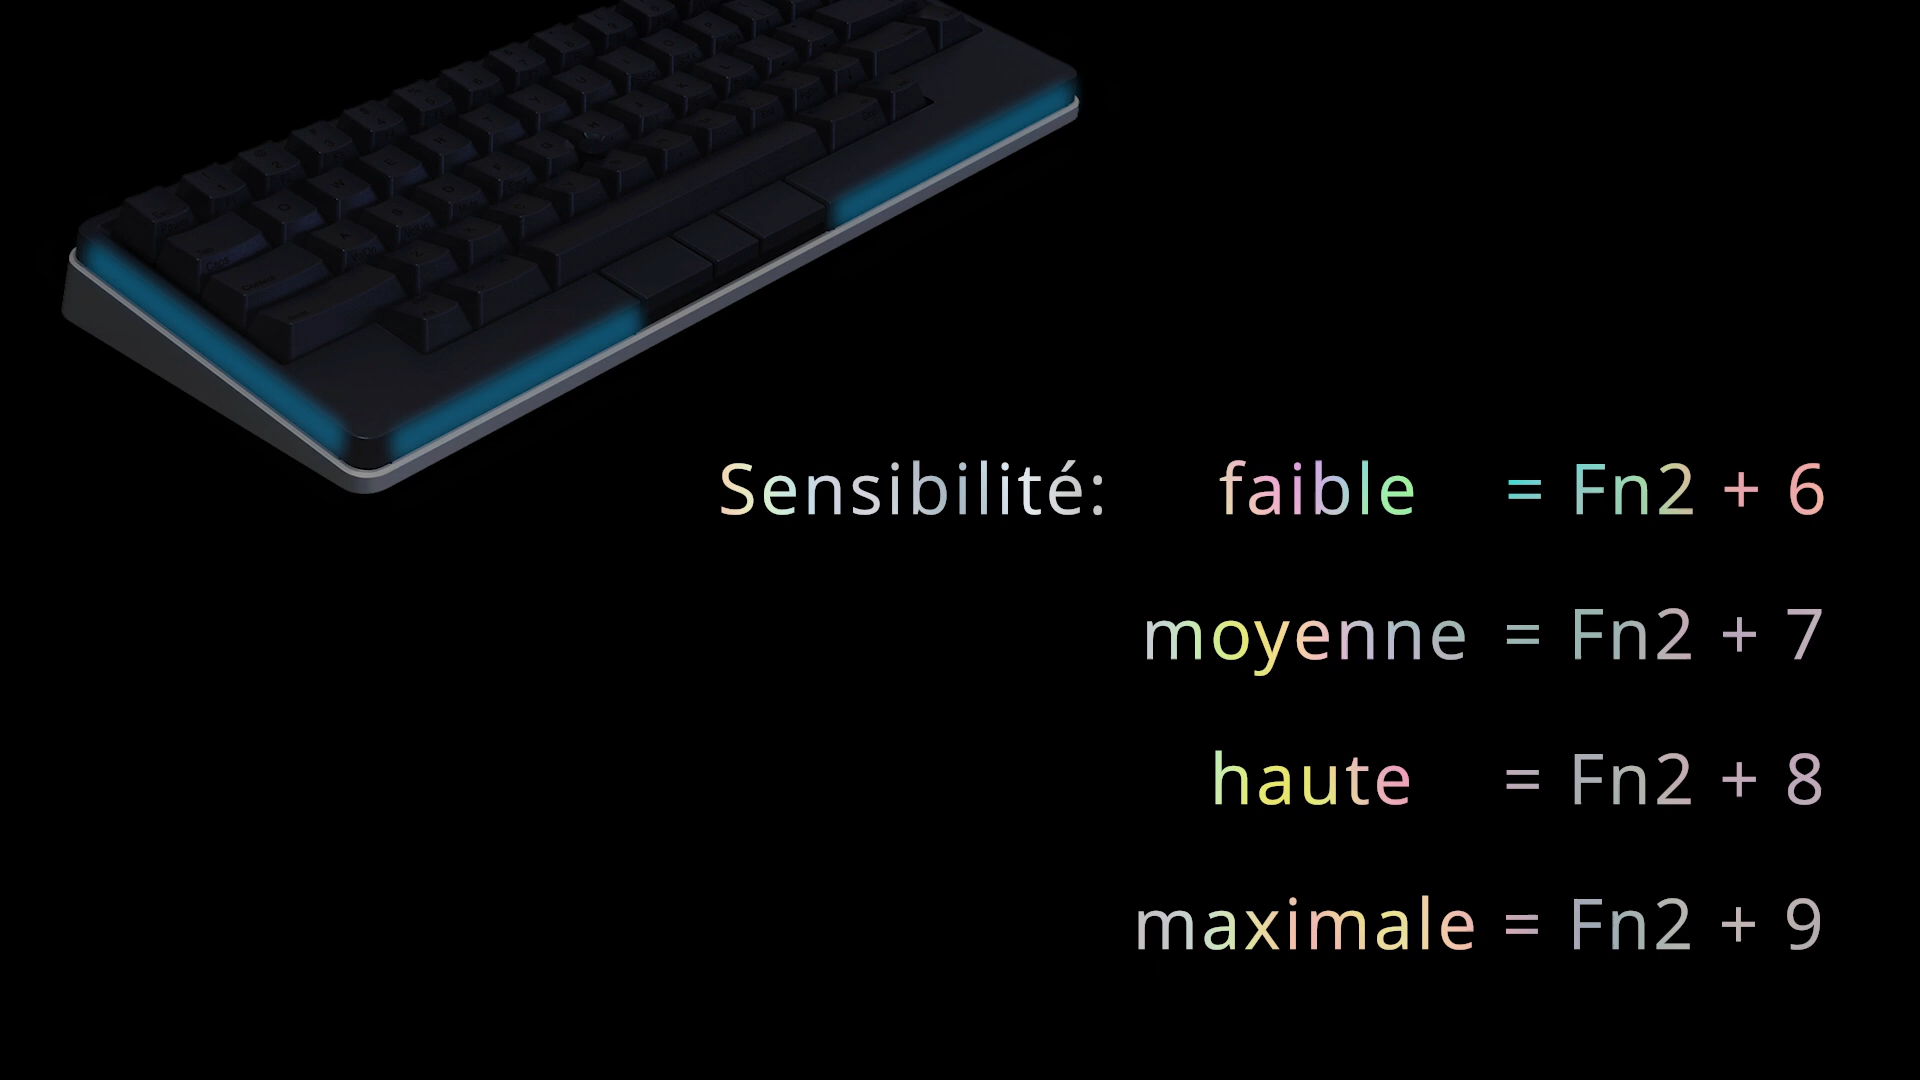 Sensibilité: faible = Fn2 + 6
moyenne = Fn2 + 7
haute = Fn2 + 8
maximale = Fn2 + 9